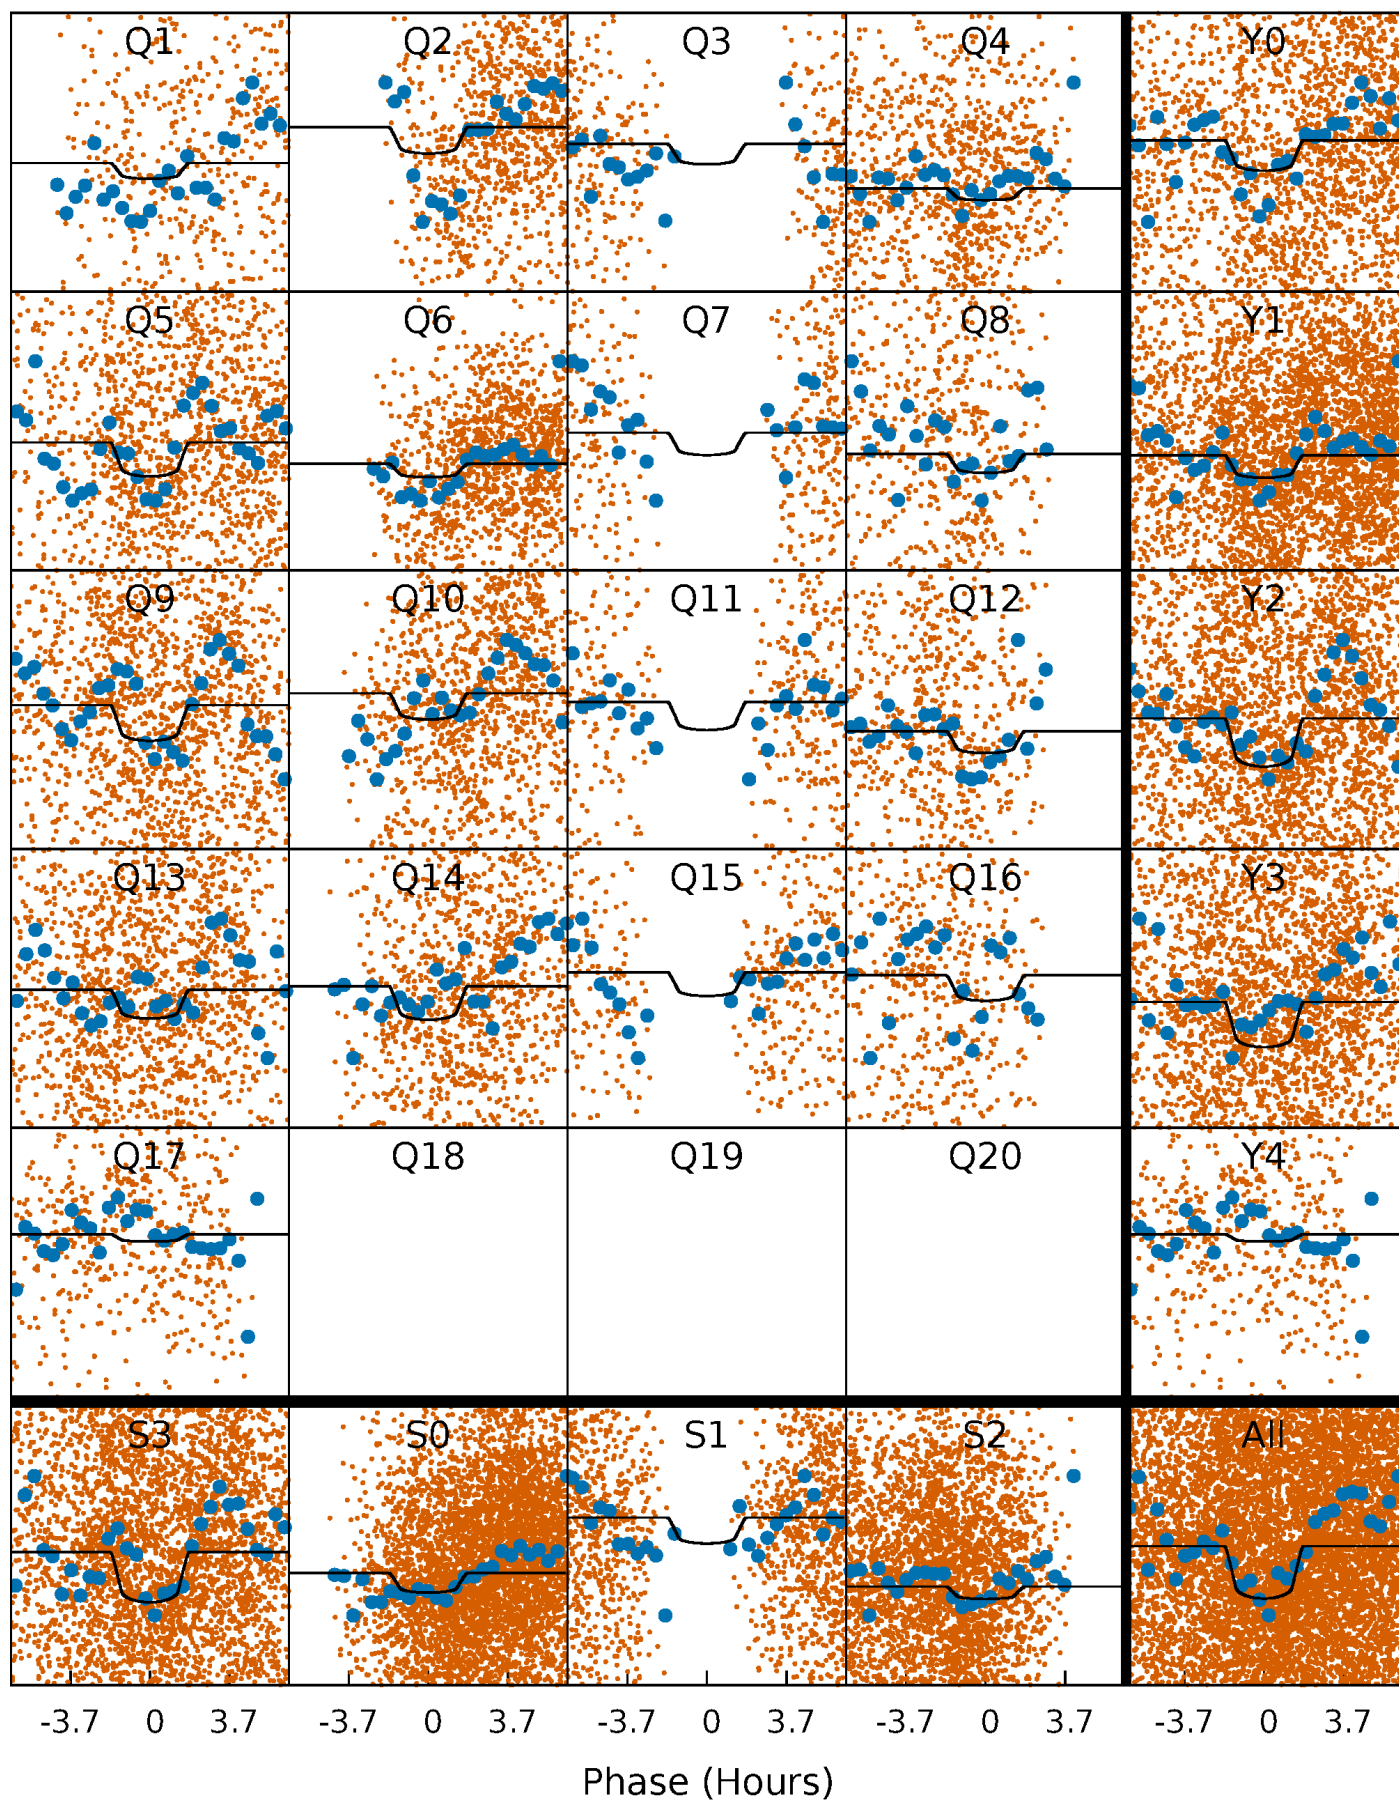 Q1 Q2 Q3 Q4 Y0
Q5 Q6 Q7 Q8 Y1
Q9 Q10 Q11 Q12 Y2
Q13 Q14 Q15 Q16 Y3
Q17 Q18 Q19 Q20 Y4
S3 S0 S1 S2 All
-3.7 0 3.7 -3.7 0 3.7 -3.7 0 3.7 -3.7 0 3.7 -3.7 0 3.7
Phase (Hours)